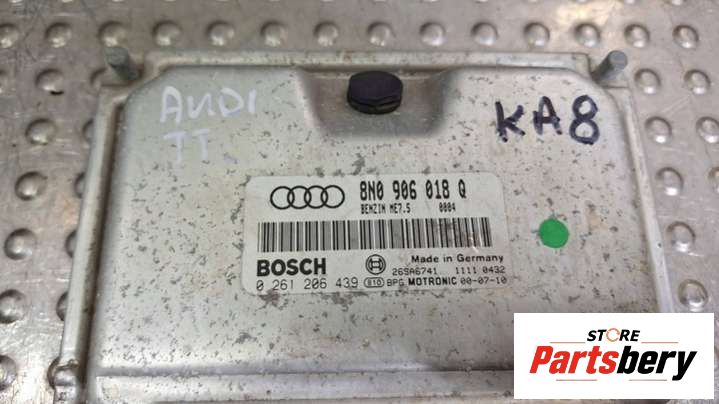 AUDI
TT
KA8
8N0 906 018 Q
BENZIN ME7.5 0004
BOSCH
Made in Germany
26SA6741 1111 0432
0 261 206 439 810 BPG MOTRONIC 00-07-10
STORE
Partsbery